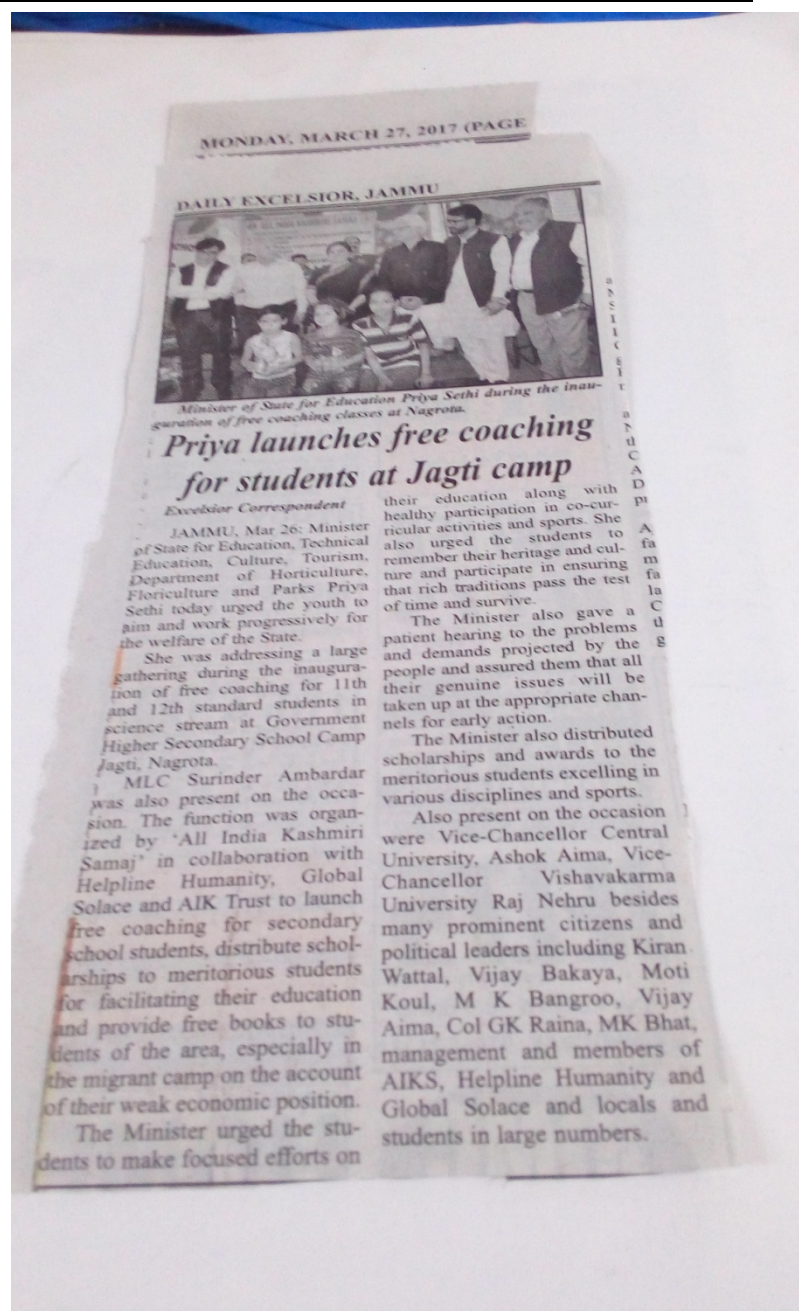 MONDAY, MARCH 27, 2017 (PAGE
DAILY EXCELSIOR, JAMMU
Minister of State for Education Priya Sethi during the inau-
guration of free coaching classes at Nagrota.
Priya launches free coaching
for students at Jagti camp
Excelsior Correspondent
JAMMU, Mar 26: Minister
of State for Education, Technical
Education, Culture, Tourism,
Department of Horticulture,
Floriculture and Parks Priya
Sethi today urged the youth to
aim and work progressively for
the welfare of the State.
She was addressing a large
gathering during the inaugura-
tion of free coaching for 11th
and 12th standard students in
science stream at Government
Higher Secondary School Camp
Jagti, Nagrota.
MLC Surinder Ambardar
was also present on the occa-
sion. The function was organ-
ized by 'All India Kashmiri
Samaj' in collaboration with
Helpline Humanity, Global
Solace and AIK Trust to launch
free coaching for secondary
school students, distribute schol-
arships to meritorious students
for facilitating their education
and provide free books to stu-
dents of the area, especially in
the migrant camp on the account
of their weak economic position.
The Minister urged the stu-
dents to make focused efforts on
their education along with
healthy participation in co-cur-
ricular activities and sports. She
also urged the students to
remember their heritage and cul-
ture and participate in ensuring
that rich traditions pass the test
of time and survive.
The Minister also gave a
patient hearing to the problems
and demands projected by the
people and assured them that all
their genuine issues will be
taken up at the appropriate chan-
nels for early action.
The Minister also distributed
scholarships and awards to the
meritorious students excelling in
various disciplines and sports.
Also present on the occasion
were Vice-Chancellor Central
University, Ashok Aima, Vice-
Chancellor Vishavakarma
University Raj Nehru besides
many prominent citizens and
political leaders including Kiran
Wattal, Vijay Bakaya, Moti
Koul, M K Bangroo, Vijay
Aima, Col GK Raina, MK Bhat,
management and members of
AIKS, Helpline Humanity and
Global Solace and locals and
students in large numbers.